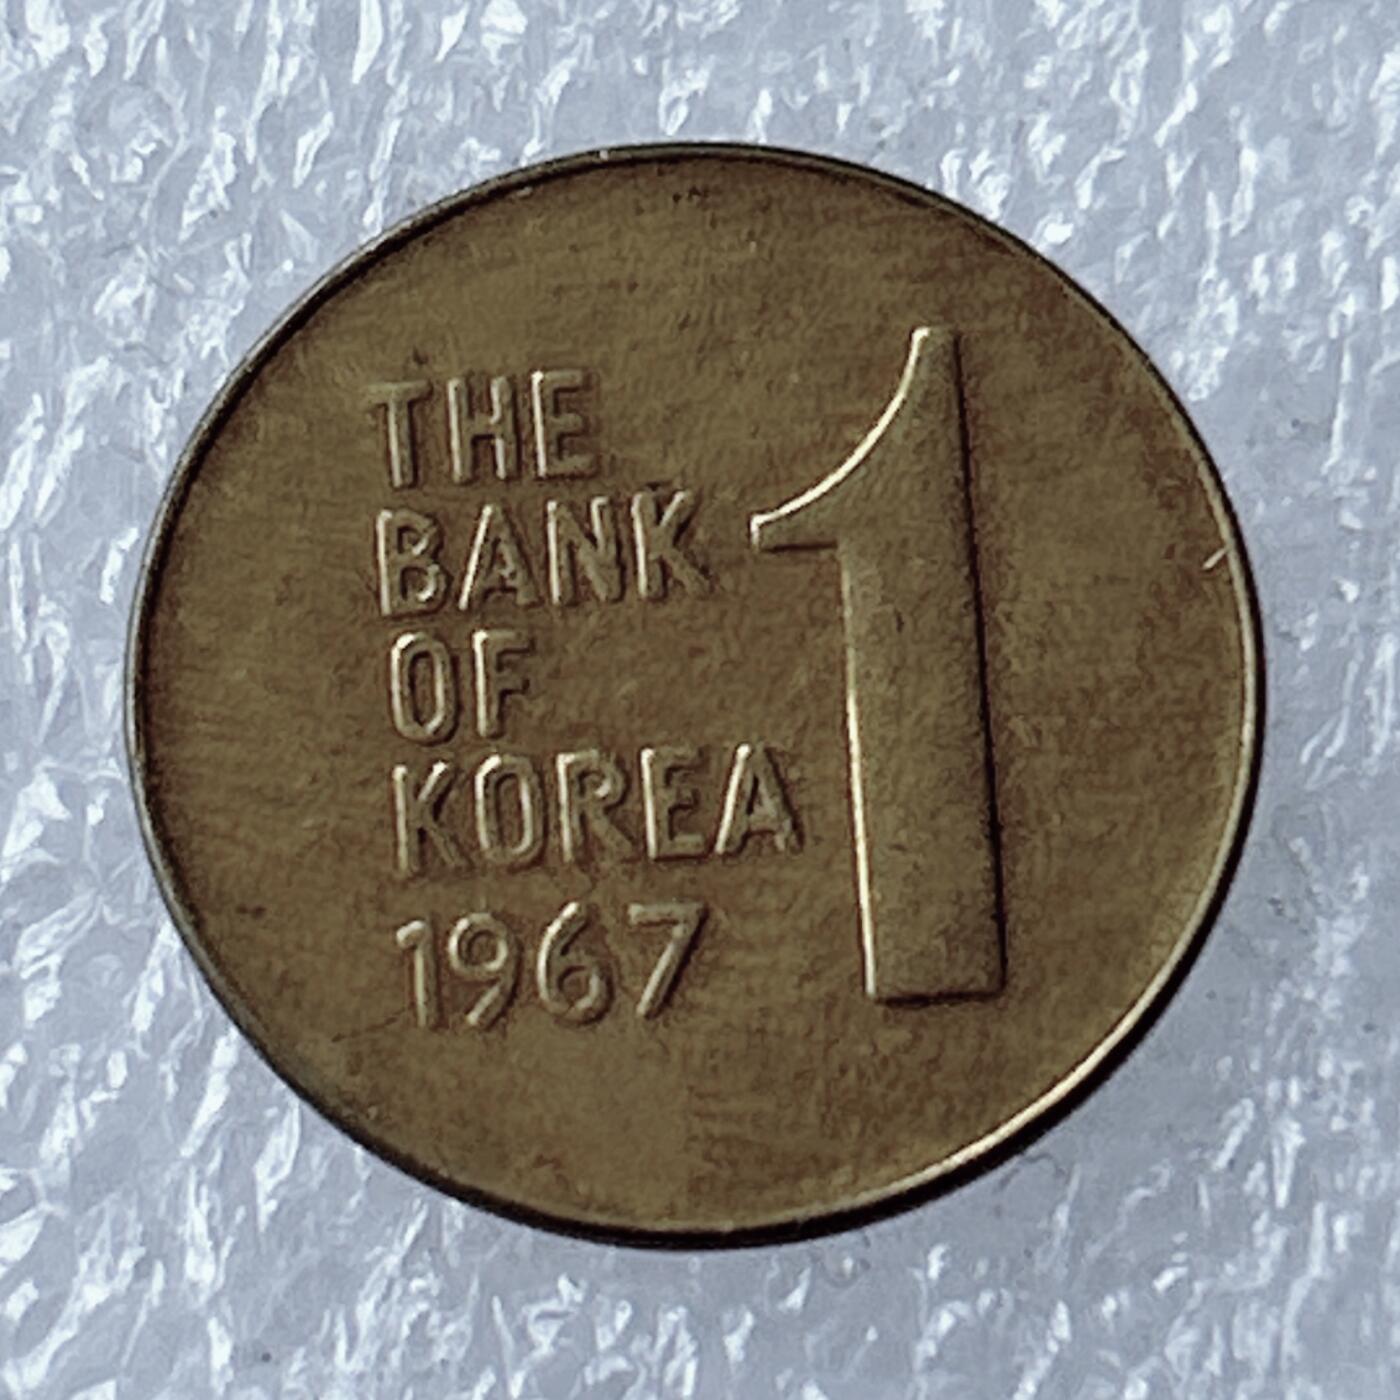 THE
BANK
OF
KOREA
1967
1